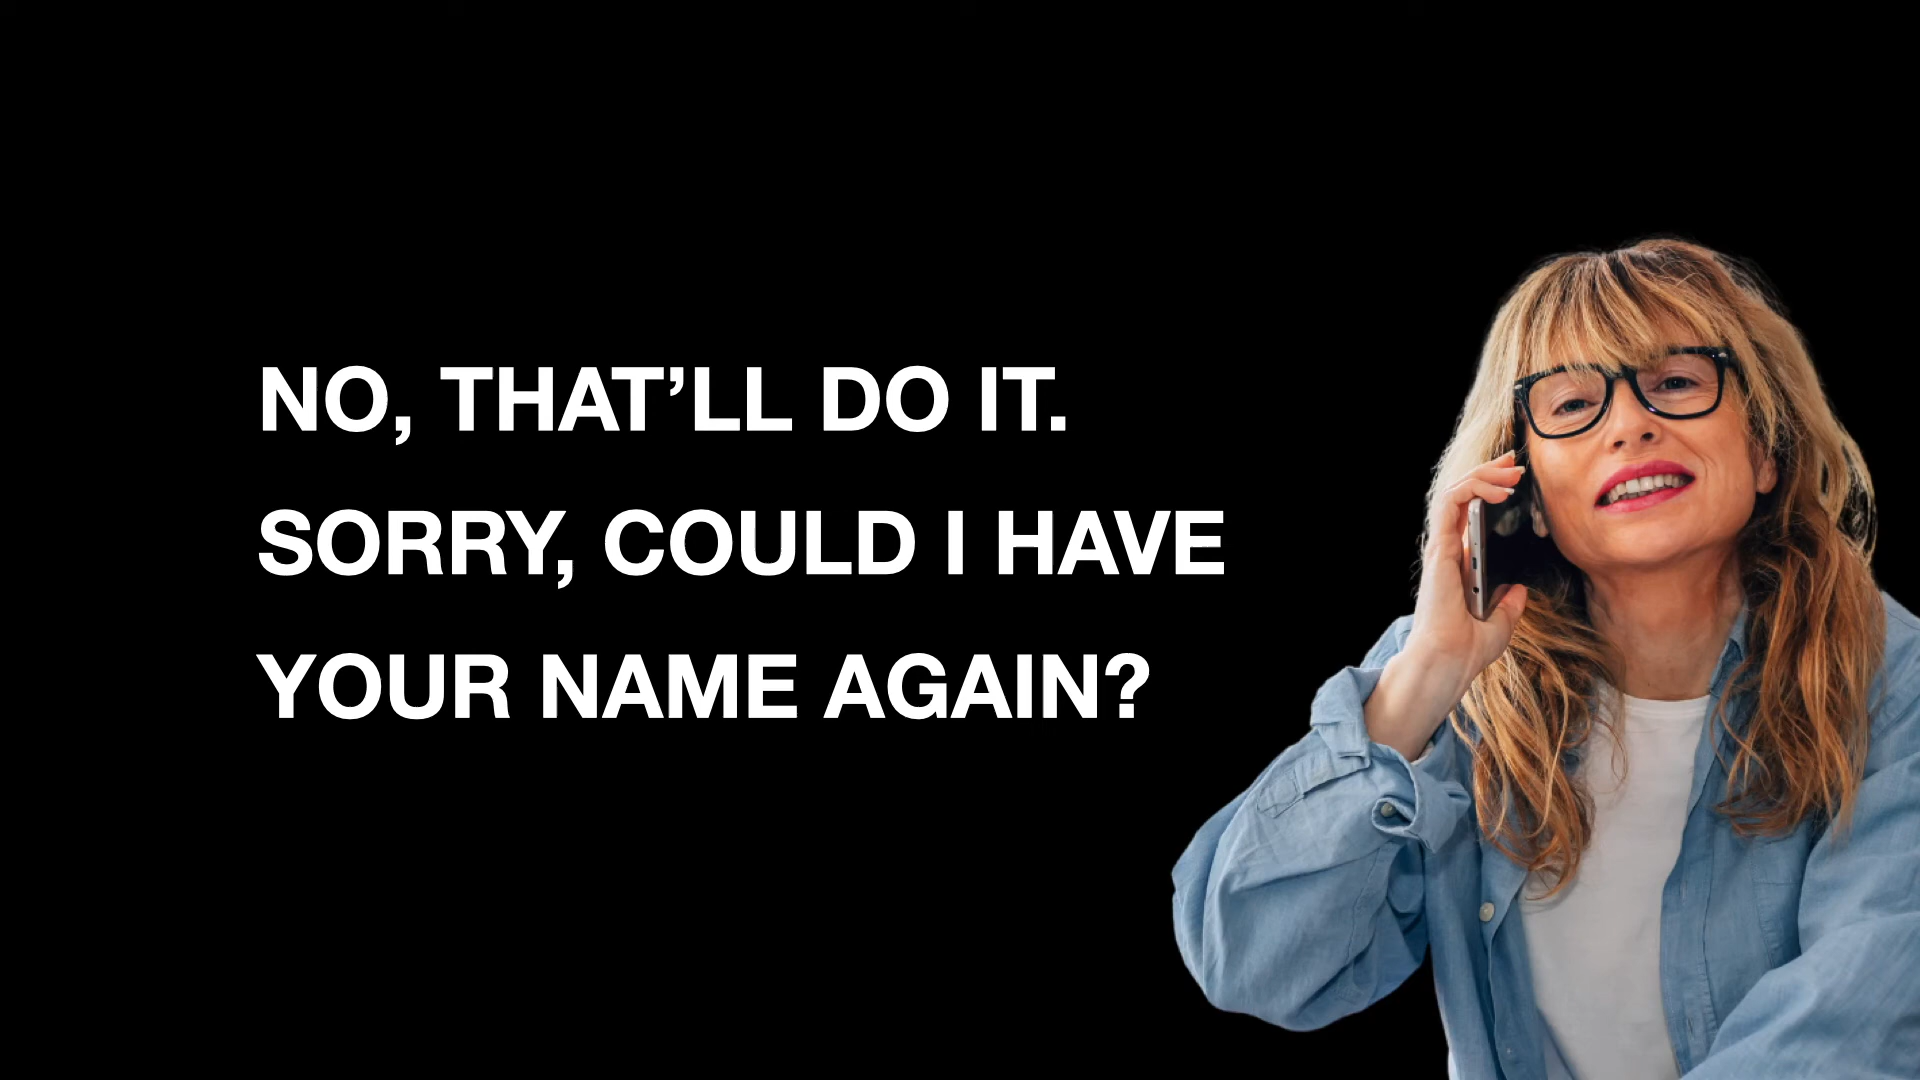 NO, THAT’LL DO IT.
SORRY, COULD I HAVE
YOUR NAME AGAIN?